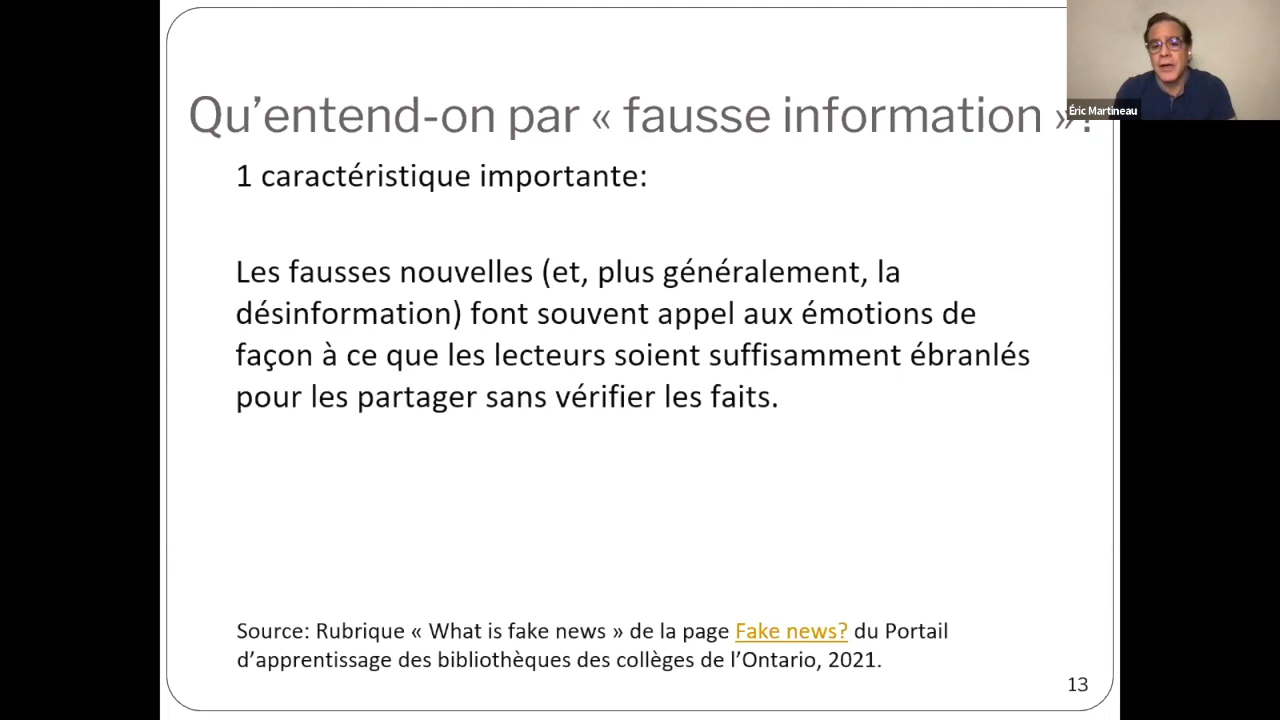 Qu’entend-on par « fausse information »?
Éric Martineau
1 caractéristique importante:
Les fausses nouvelles (et, plus généralement, la
désinformation) font souvent appel aux émotions de
façon à ce que les lecteurs soient suffisamment ébranlés
pour les partager sans vérifier les faits.
Source: Rubrique « What is fake news » de la page Fake news? du Portail
d’apprentissage des bibliothèques des collèges de l’Ontario, 2021.
13